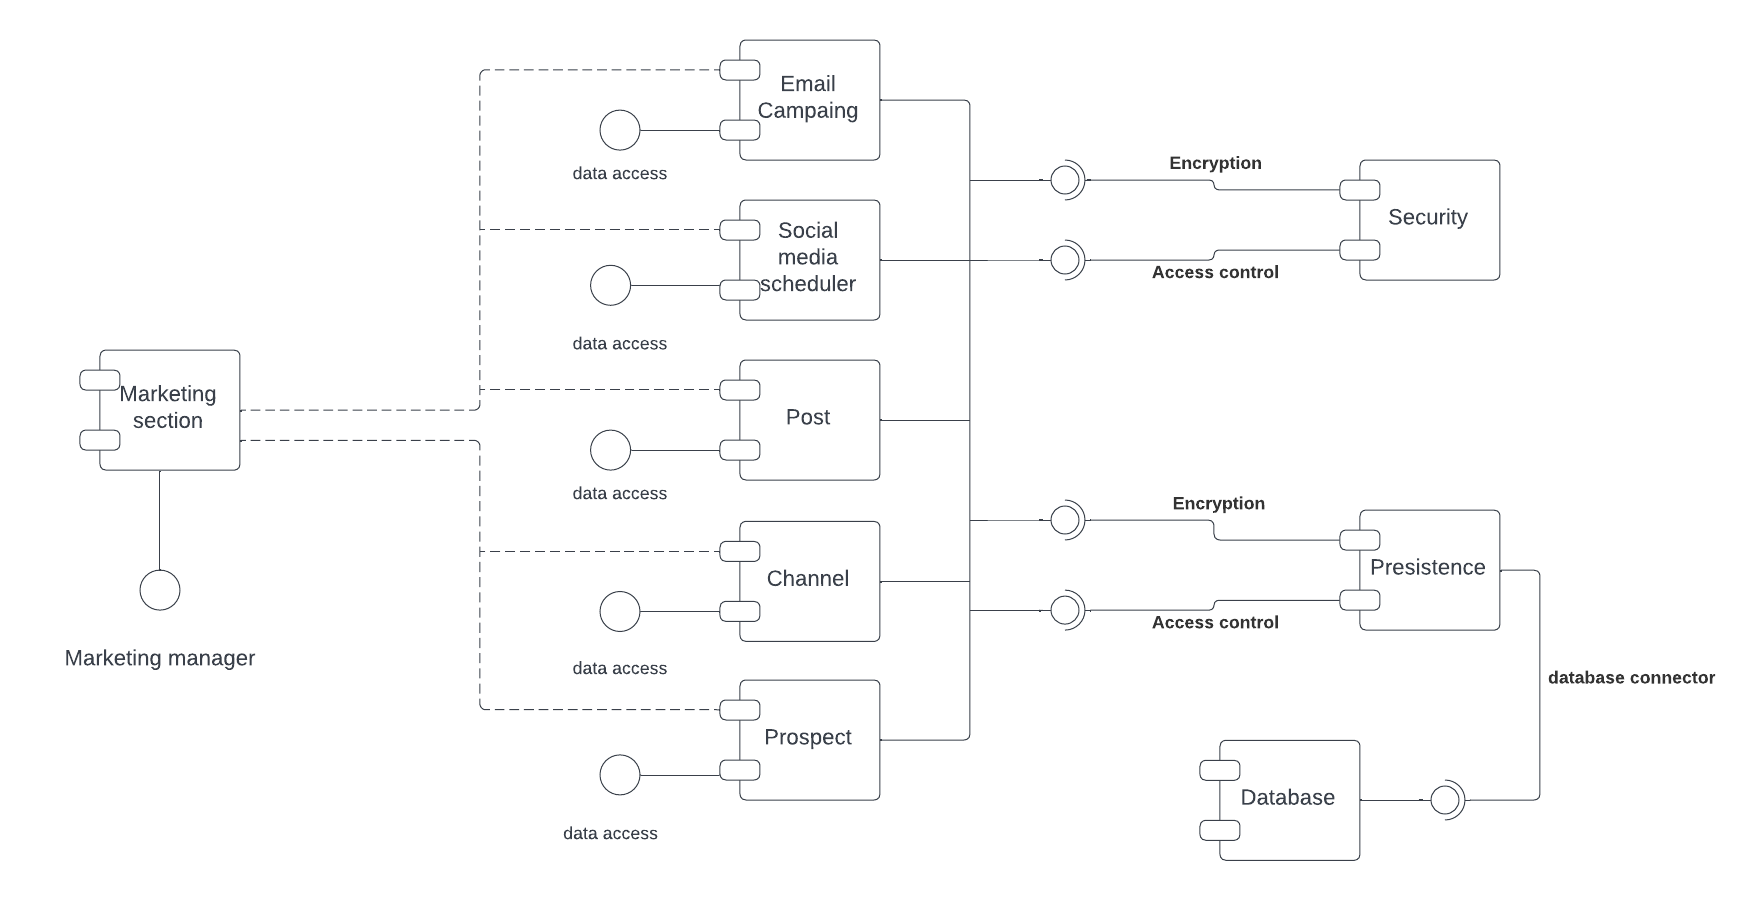 Email
Campaing
data access
Encryption
Security
Access control
Social
media
scheduler
data access
Marketing
section
Post
data access
Encryption
Presistence
Access control
Channel
data access
Marketing manager
database connector
Prospect
data access
Database